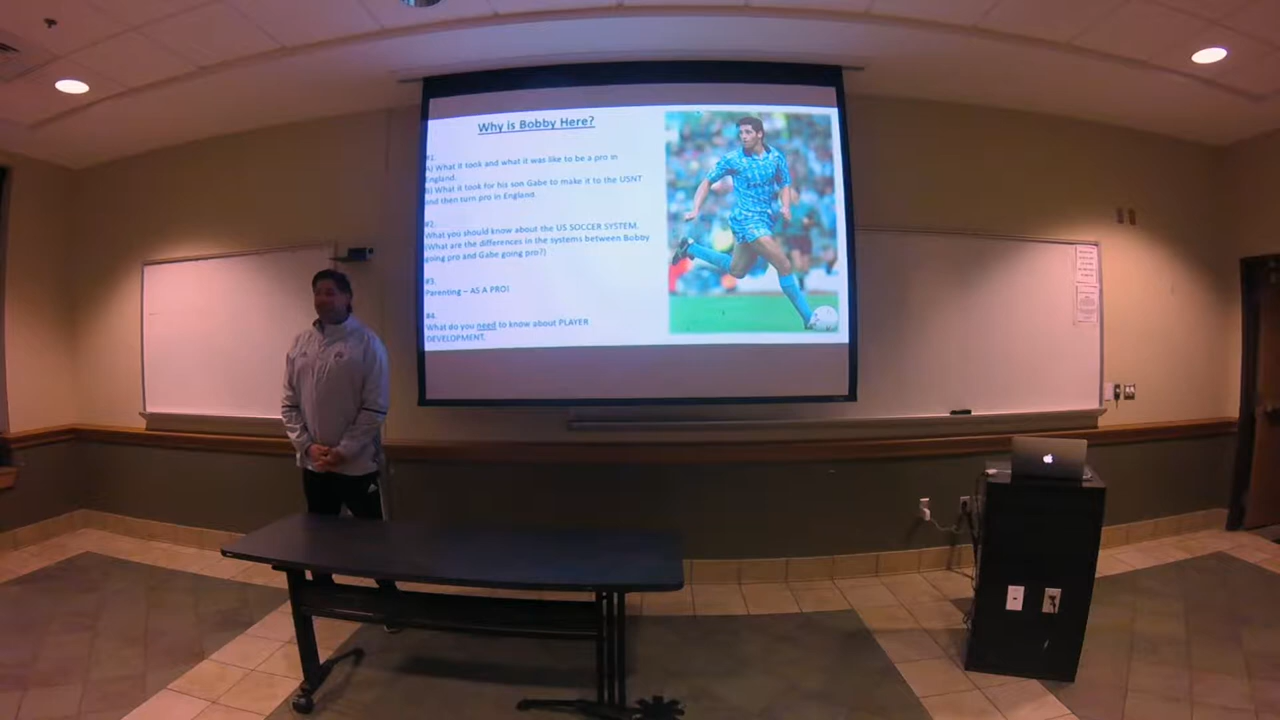 Why is Bobby Here?
#1.
A) What it took and what it was like to be a pro in
England.
B) What it took for his son Gabe to make it to the USNT
and then turn pro in England.
#2.
What you should know about the US SOCCER SYSTEM.
(What are the differences in the systems between Bobby
going pro and Gabe going pro?)
#3.
Parenting – AS A PRO!
#4.
What do you need to know about PLAYER
DEVELOPMENT.